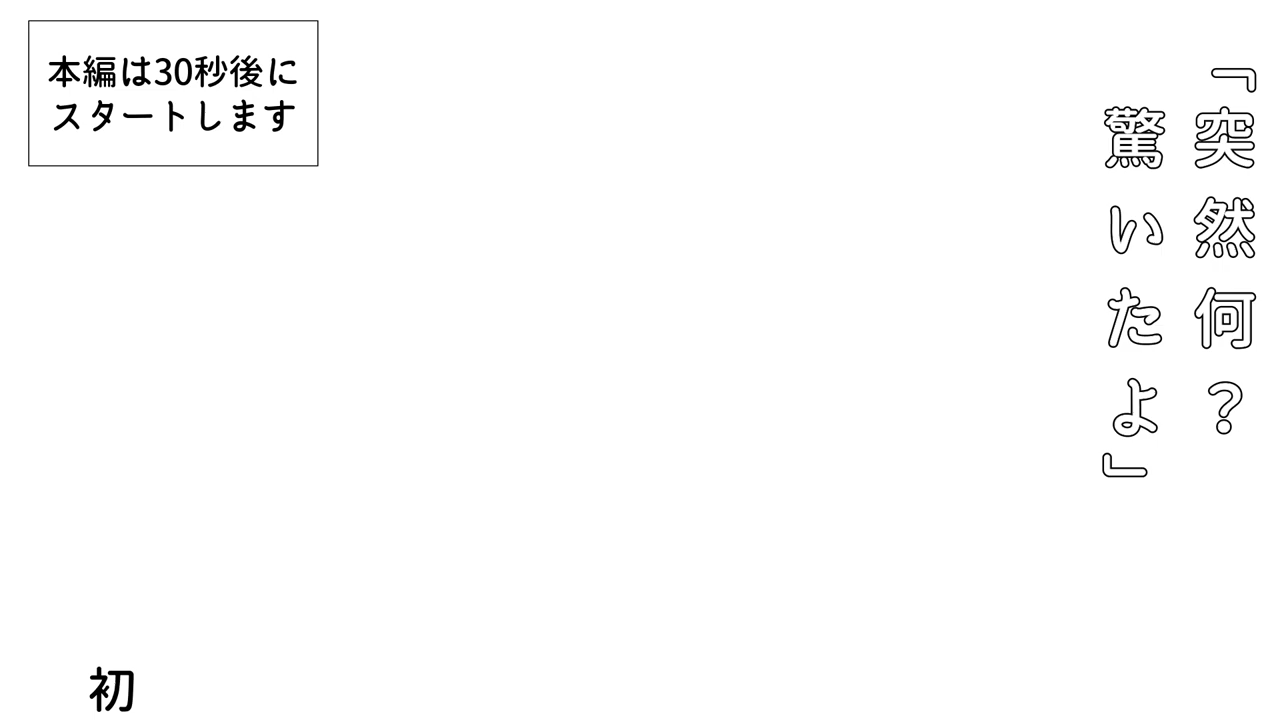 本編は30秒後に
スタートします
「突然何？
驚いたよ」
初